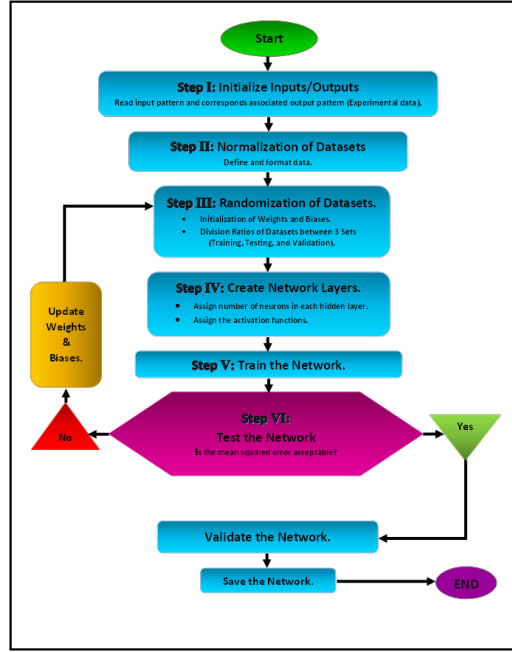 Start
Step I: Initialize Inputs/Outputs
Read input pattern and corresponds associated output pattern (Experimental data).
Step II: Normalization of Datasets
Define and format data.
Step III: Randomization of Datasets.
• Initialization of Weights and Biases.
• Division Ratios of Datasets between 3 Sets
(Training, Testing, and Validation).
Step IV: Create Network Layers.
• Assign number of neurons in each hidden layer.
• Assign the activation functions.
Update
Weights
&
Biases.
Step V: Train the Network.
Step VI:
Test the Network
Is the mean squared error acceptable?
No
Yes
Validate the Network.
Save the Network.
END